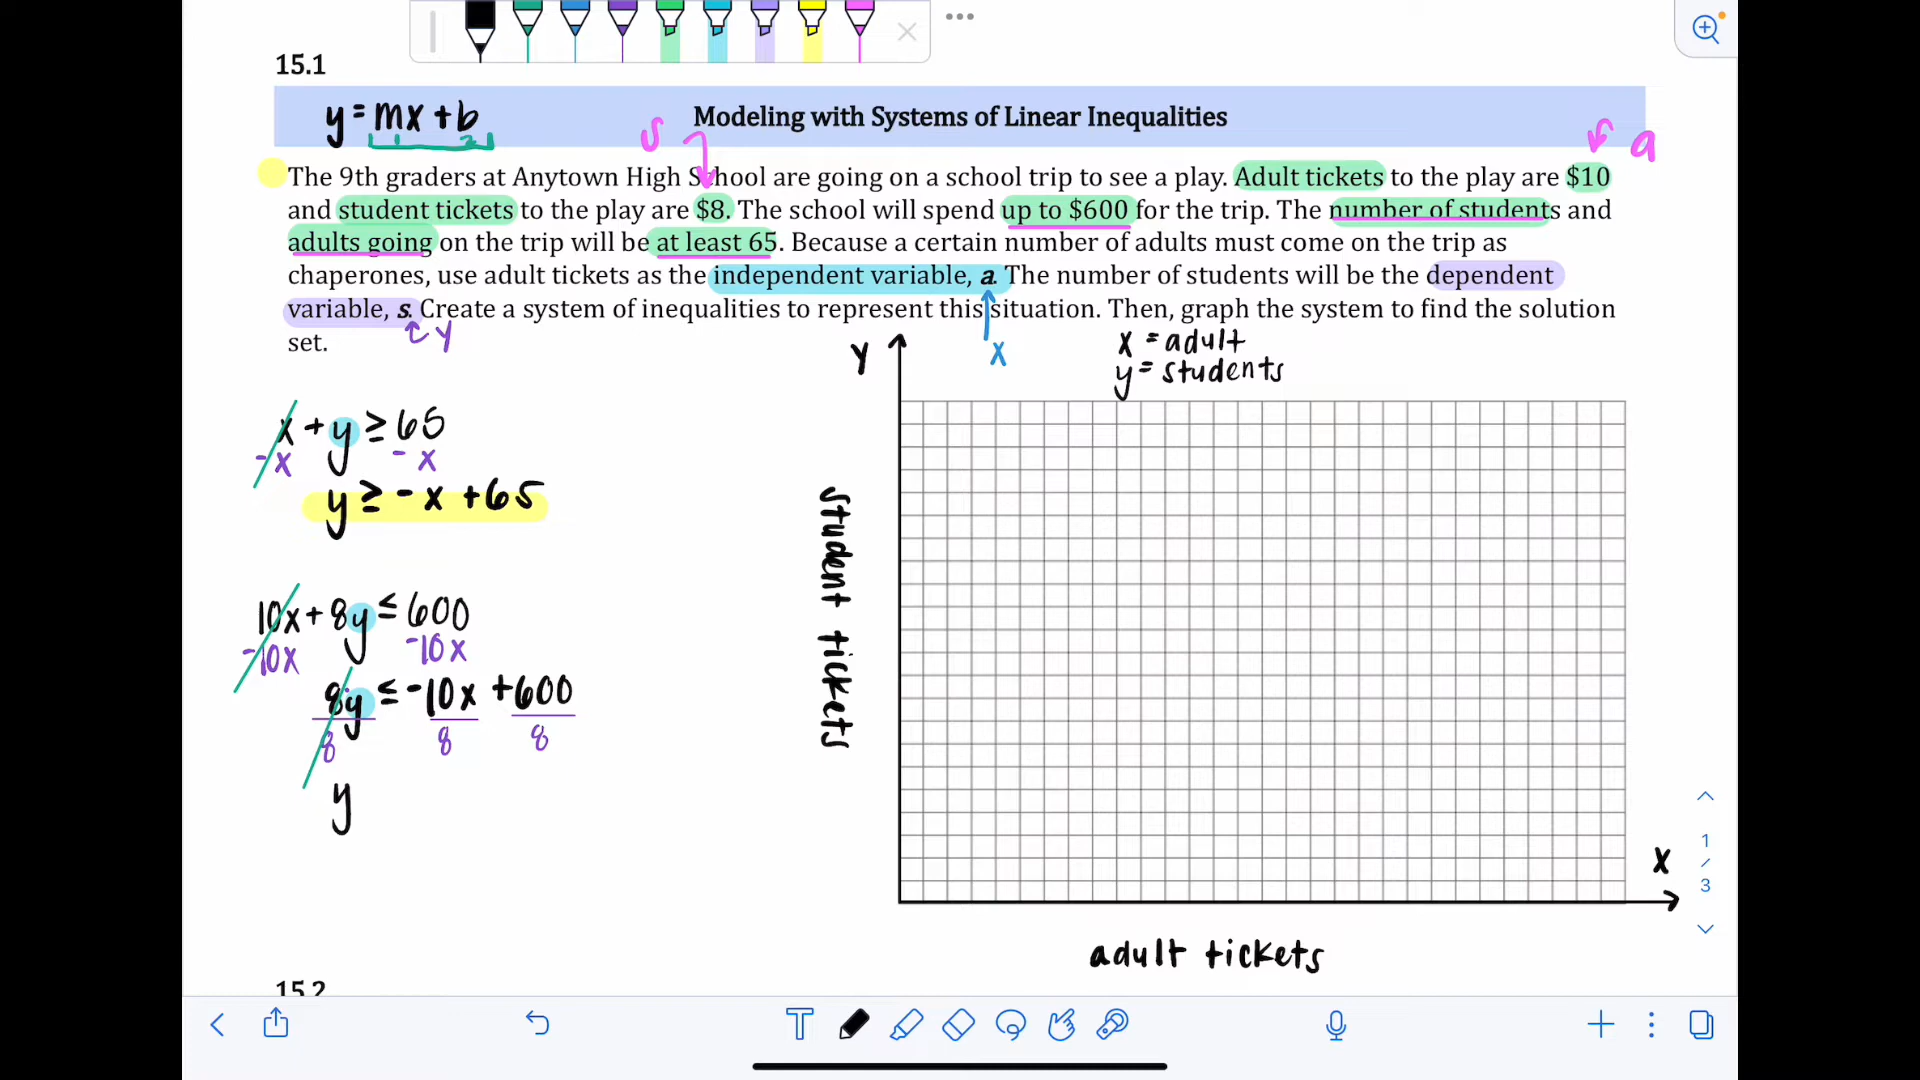 15.1
y = mx + b
1 2
Modeling with Systems of Linear Inequalities
s
a
The 9th graders at Anytown High School are going on a school trip to see a play. Adult tickets to the play are $10
and student tickets to the play are $8. The school will spend up to $600 for the trip. The number of students and
adults going on the trip will be at least 65. Because a certain number of adults must come on the trip as
chaperones, use adult tickets as the independent variable, a. The number of students will be the dependent
variable, s. Create a system of inequalities to represent this situation. Then, graph the system to find the solution
set.
y
x
x = adult
y = students
x + y ≥ 65
-x - x
y ≥ - x + 65
10x + 8y ≤ 600
-10x -10x
8y ≤ -10x + 600
8 8 8
y
Y
student tickets
X
adult tickets
1
/
3
15.2
T